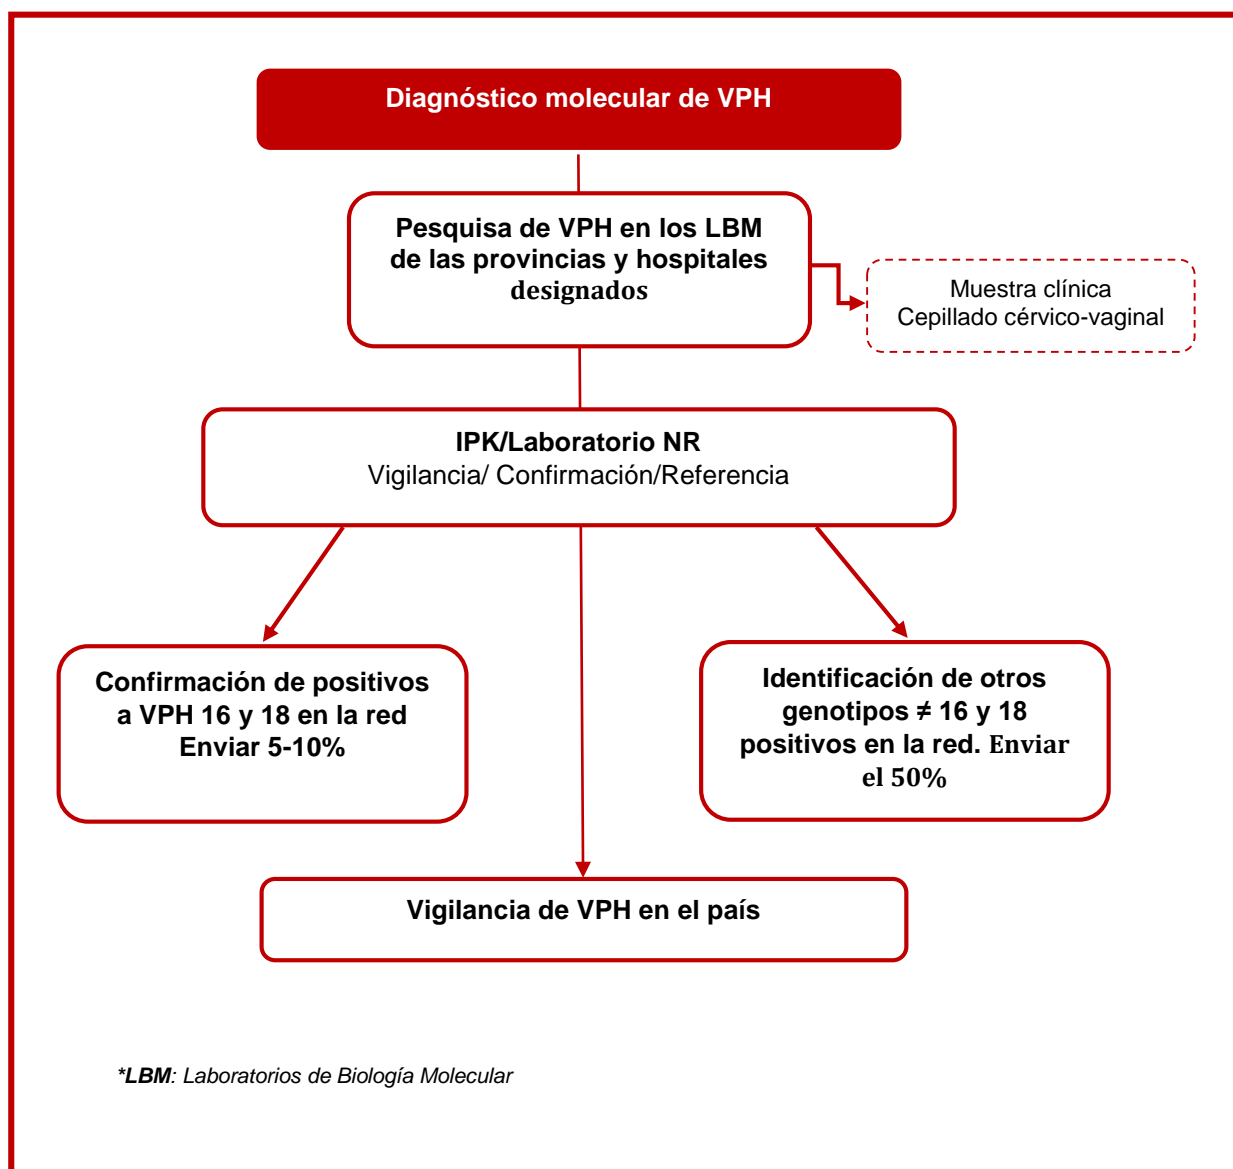 Diagnóstico molecular de VPH
Pesquisa de VPH en los LBM
de las provincias y hospitales
designados
Muestra clínica
Cepillado cérvico-vaginal
IPK/Laboratorio NR
Vigilancia/ Confirmación/Referencia
Confirmación de positivos
a VPH 16 y 18 en la red
Enviar 5-10%
Identificación de otros
genotipos ≠ 16 y 18
positivos en la red. Enviar
el 50%
Vigilancia de VPH en el país
*LBM: Laboratorios de Biología Molecular